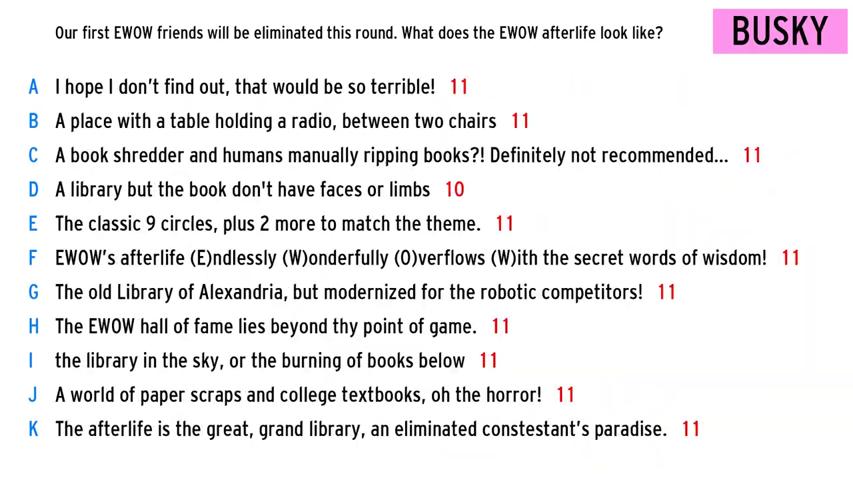 Our first EWOW friends will be eliminated this round. What does the EWOW afterlife look like?
BUSKY
A I hope I don't find out, that would be so terrible! 11
B A place with a table holding a radio, between two chairs 11
C A book shredder and humans manually ripping books?! Definitely not recommended... 11
D A library but the book don't have faces or limbs 10
E The classic 9 circles, plus 2 more to match the theme. 11
F EWOW's afterlife (E)ndlessly (W)onderfully (O)verflows (W)ith the secret words of wisdom! 11
G The old Library of Alexandria, but modernized for the robotic competitors! 11
H The EWOW hall of fame lies beyond thy point of game. 11
I the library in the sky, or the burning of books below 11
J A world of paper scraps and college textbooks, oh the horror! 11
K The afterlife is the great, grand library, an eliminated constestant's paradise. 11